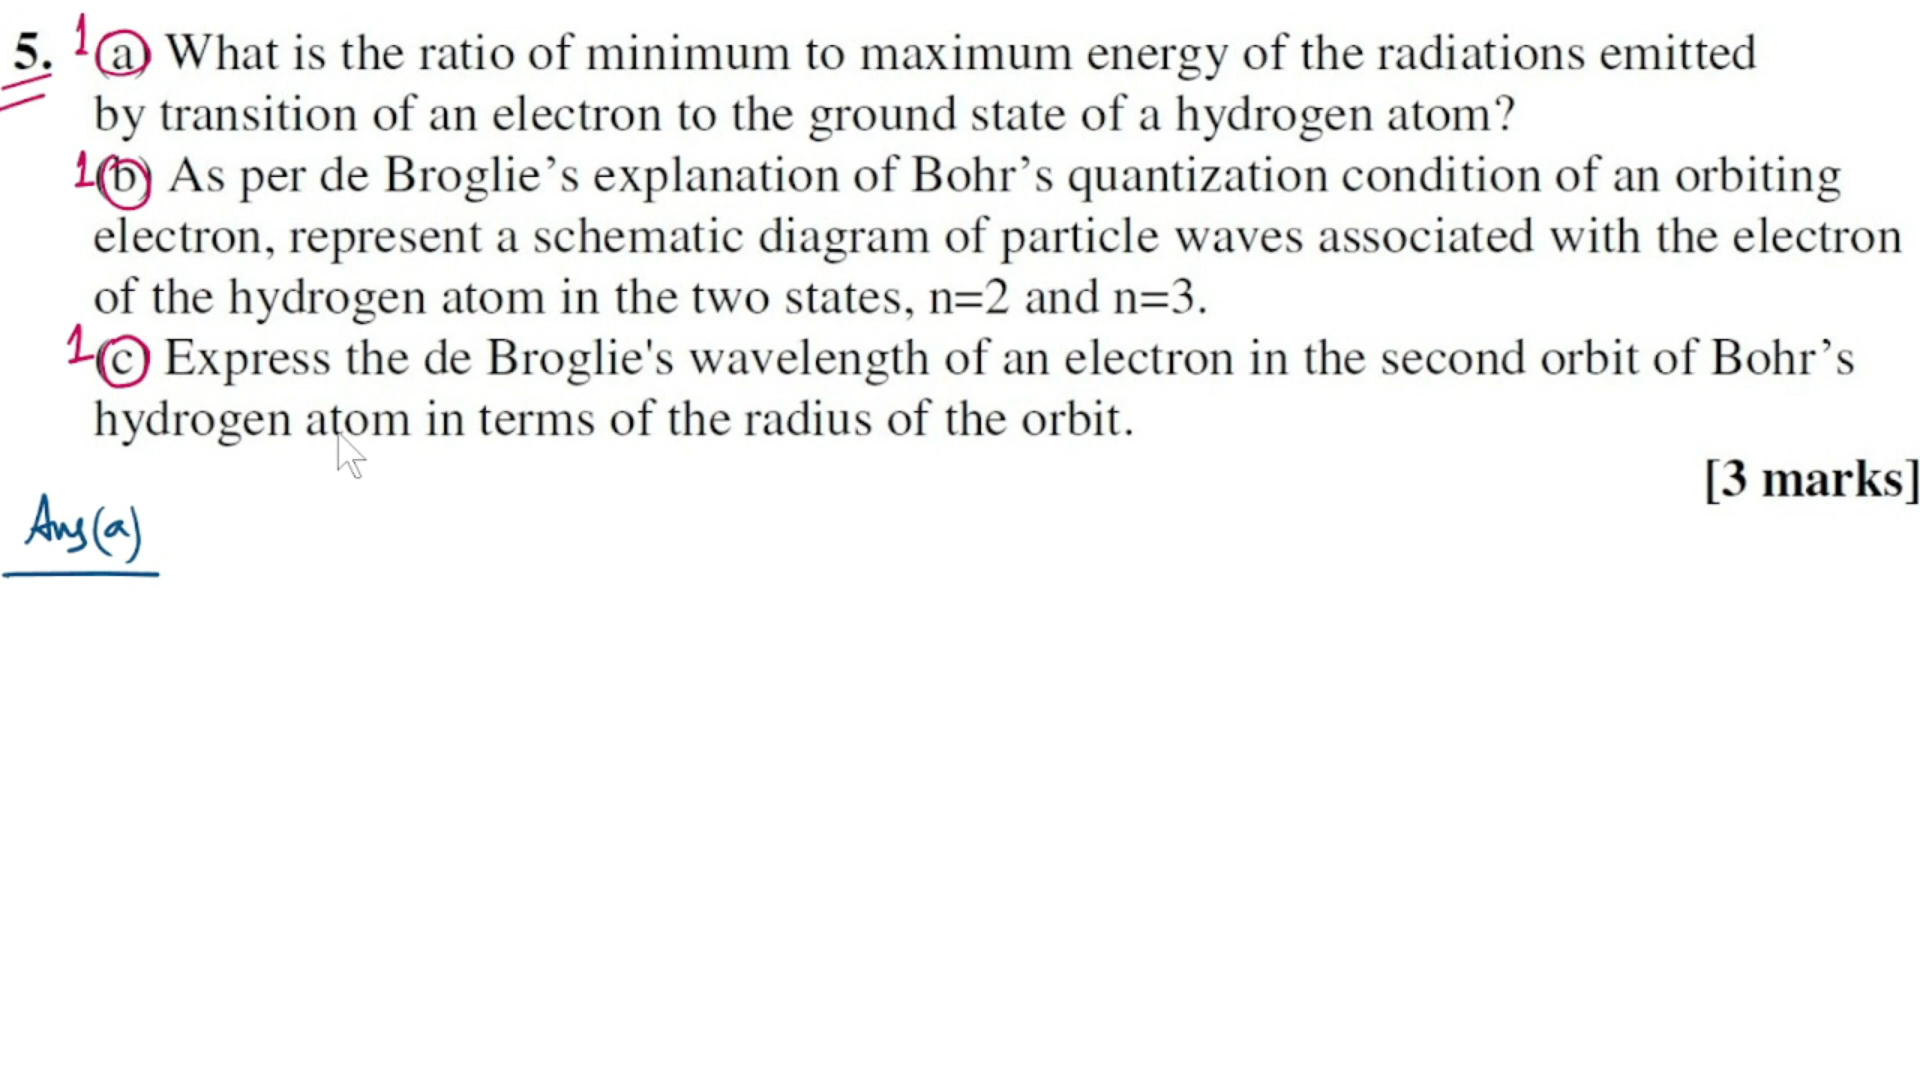 5. 1 (a) What is the ratio of minimum to maximum energy of the radiations emitted
by transition of an electron to the ground state of a hydrogen atom?
1 (b) As per de Broglie’s explanation of Bohr’s quantization condition of an orbiting
electron, represent a schematic diagram of particle waves associated with the electron
of the hydrogen atom in the two states, n=2 and n=3.
1 (c) Express the de Broglie's wavelength of an electron in the second orbit of Bohr’s
hydrogen atom in terms of the radius of the orbit.
[3 marks]
Ans (a)